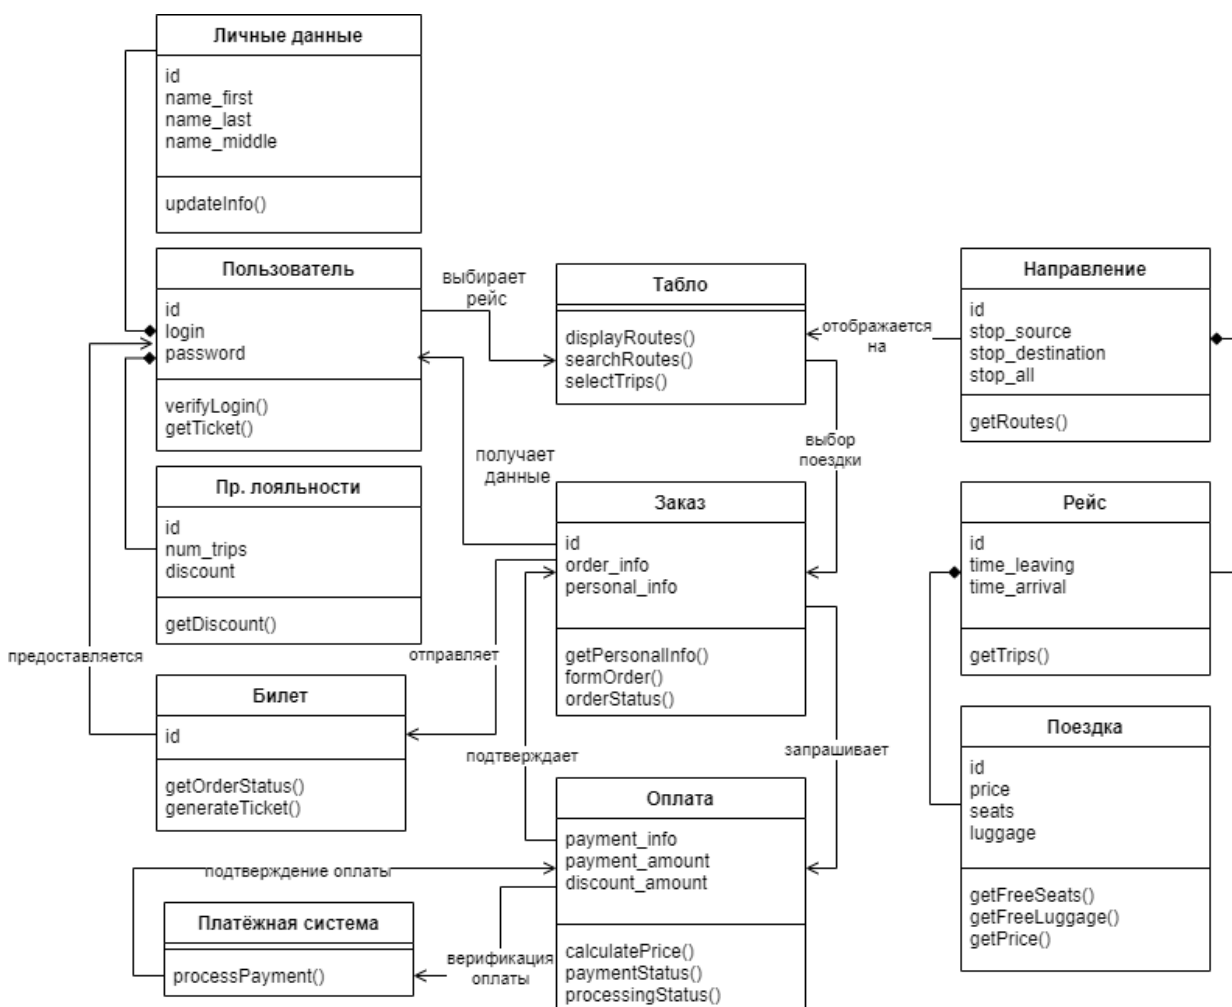 Личные данные
id
name_first
name_last
name_middle
updateInfo()
Пользователь
id
login
password
verifyLogin()
getTicket()
выбирает
рейс
Табло
displayRoutes()
searchRoutes()
selectTrips()
отображается
на
Направление
id
stop_source
stop_destination
stop_all
getRoutes()
получает
данные
выбор
поездки
Пр. лояльности
id
num_trips
discount
getDiscount()
Заказ
id
order_info
personal_info
getPersonalInfo()
formOrder()
orderStatus()
Рейс
id
time_leaving
time_arrival
getTrips()
предоставляется
отправляет
Билет
id
getOrderStatus()
generateTicket()
подтверждает
запрашивает
Поездка
id
price
seats
luggage
getFreeSeats()
getFreeLuggage()
getPrice()
Оплата
payment_info
payment_amount
discount_amount
calculatePrice()
paymentStatus()
processingStatus()
подтверждение оплаты
Платёжная система
processPayment()
верификация
оплаты